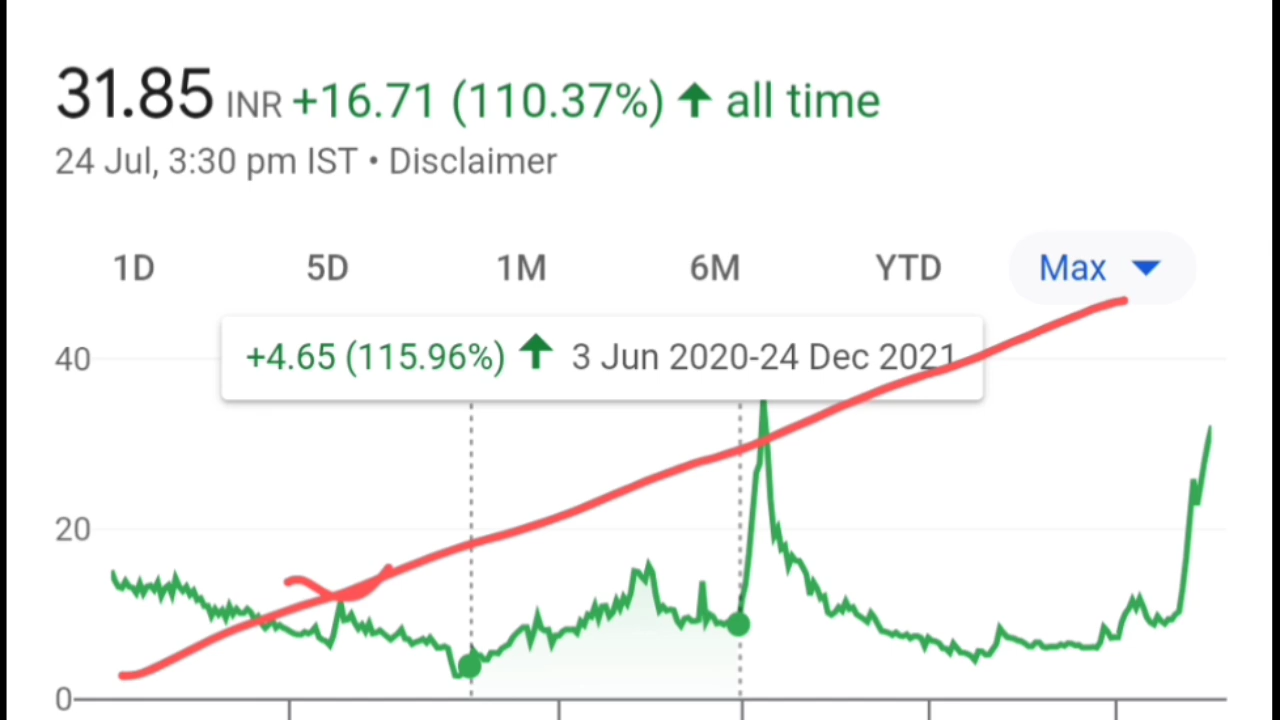 31.85 INR +16.71 (110.37%) ↑ all time
24 Jul, 3:30 pm IST • Disclaimer
1D 5D 1M 6M YTD Max
+4.65 (115.96%) ↑ 3 Jun 2020-24 Dec 2021
40
20
0